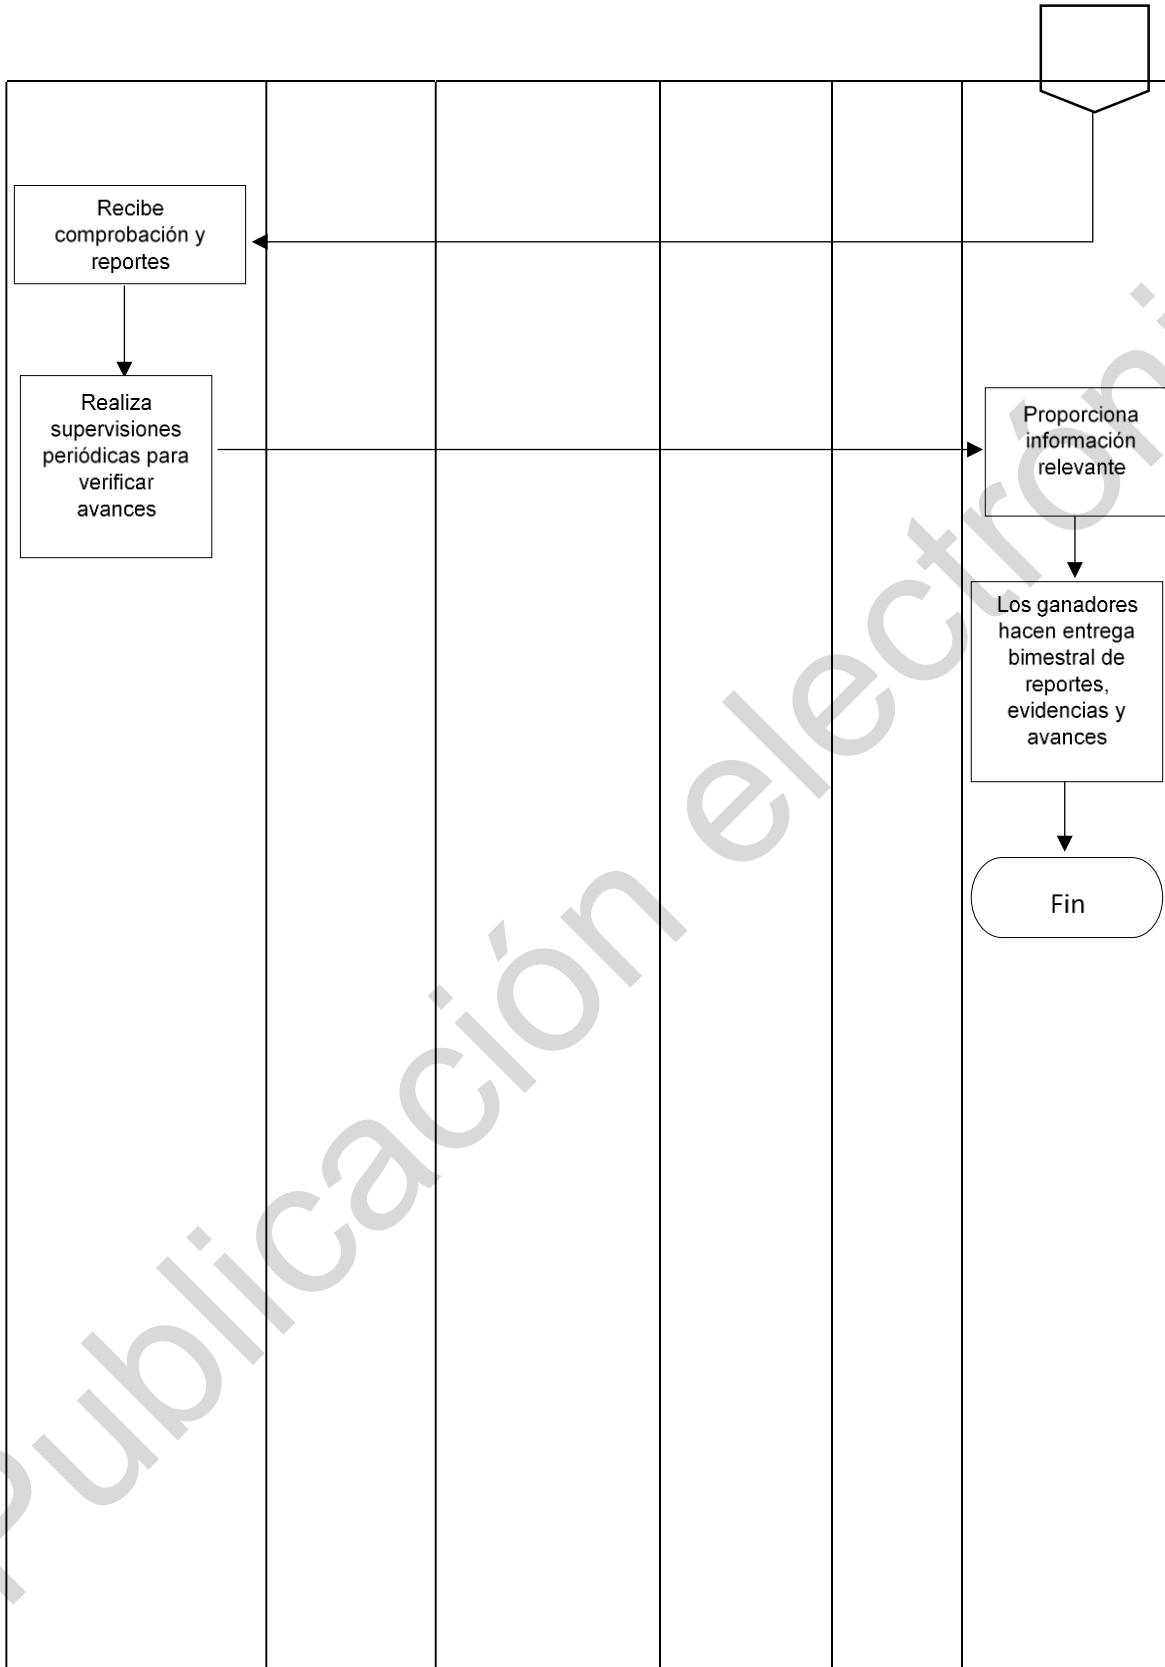 Recibe
comprobación y
reportes
Realiza
supervisiones
periódicas para
verificar
avances
Proporciona
información
relevante
Los ganadores
hacen entrega
bimestral de
reportes,
evidencias y
avances
Fin
Publicación electróni